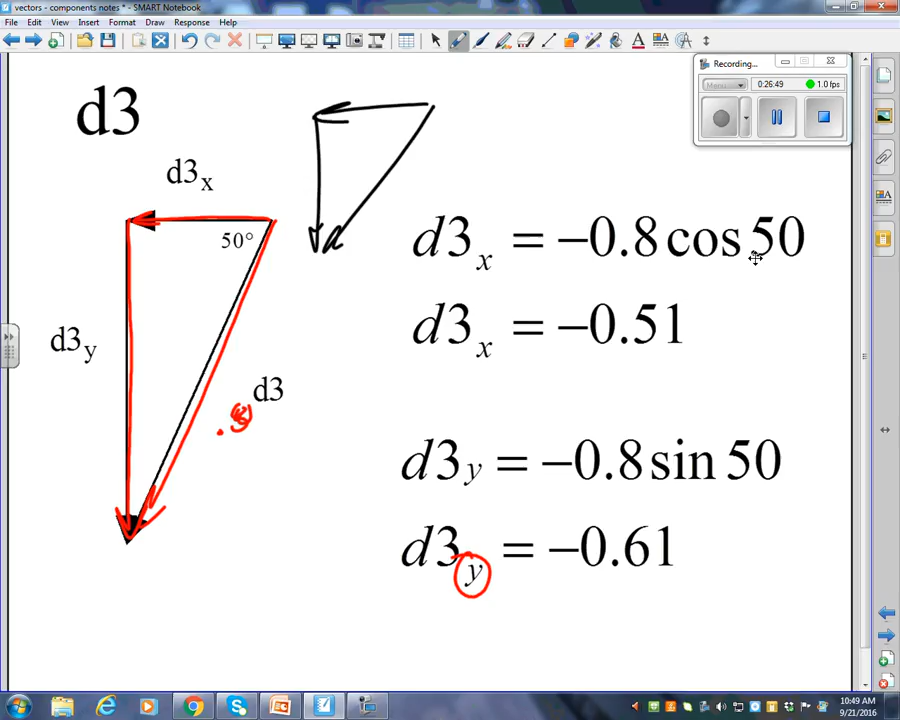 vectors - components notes * - SMART Notebook
File Edit View Insert Format Draw Response Help
Recording...
Menu
0:26:49
1.0 fps
d3
d3x
50°
d3y
d3
.8
d3x = −0.8 cos 50
d3x = −0.51
d3y = −0.8 sin 50
d3y = −0.61
10:49 AM
9/21/2016